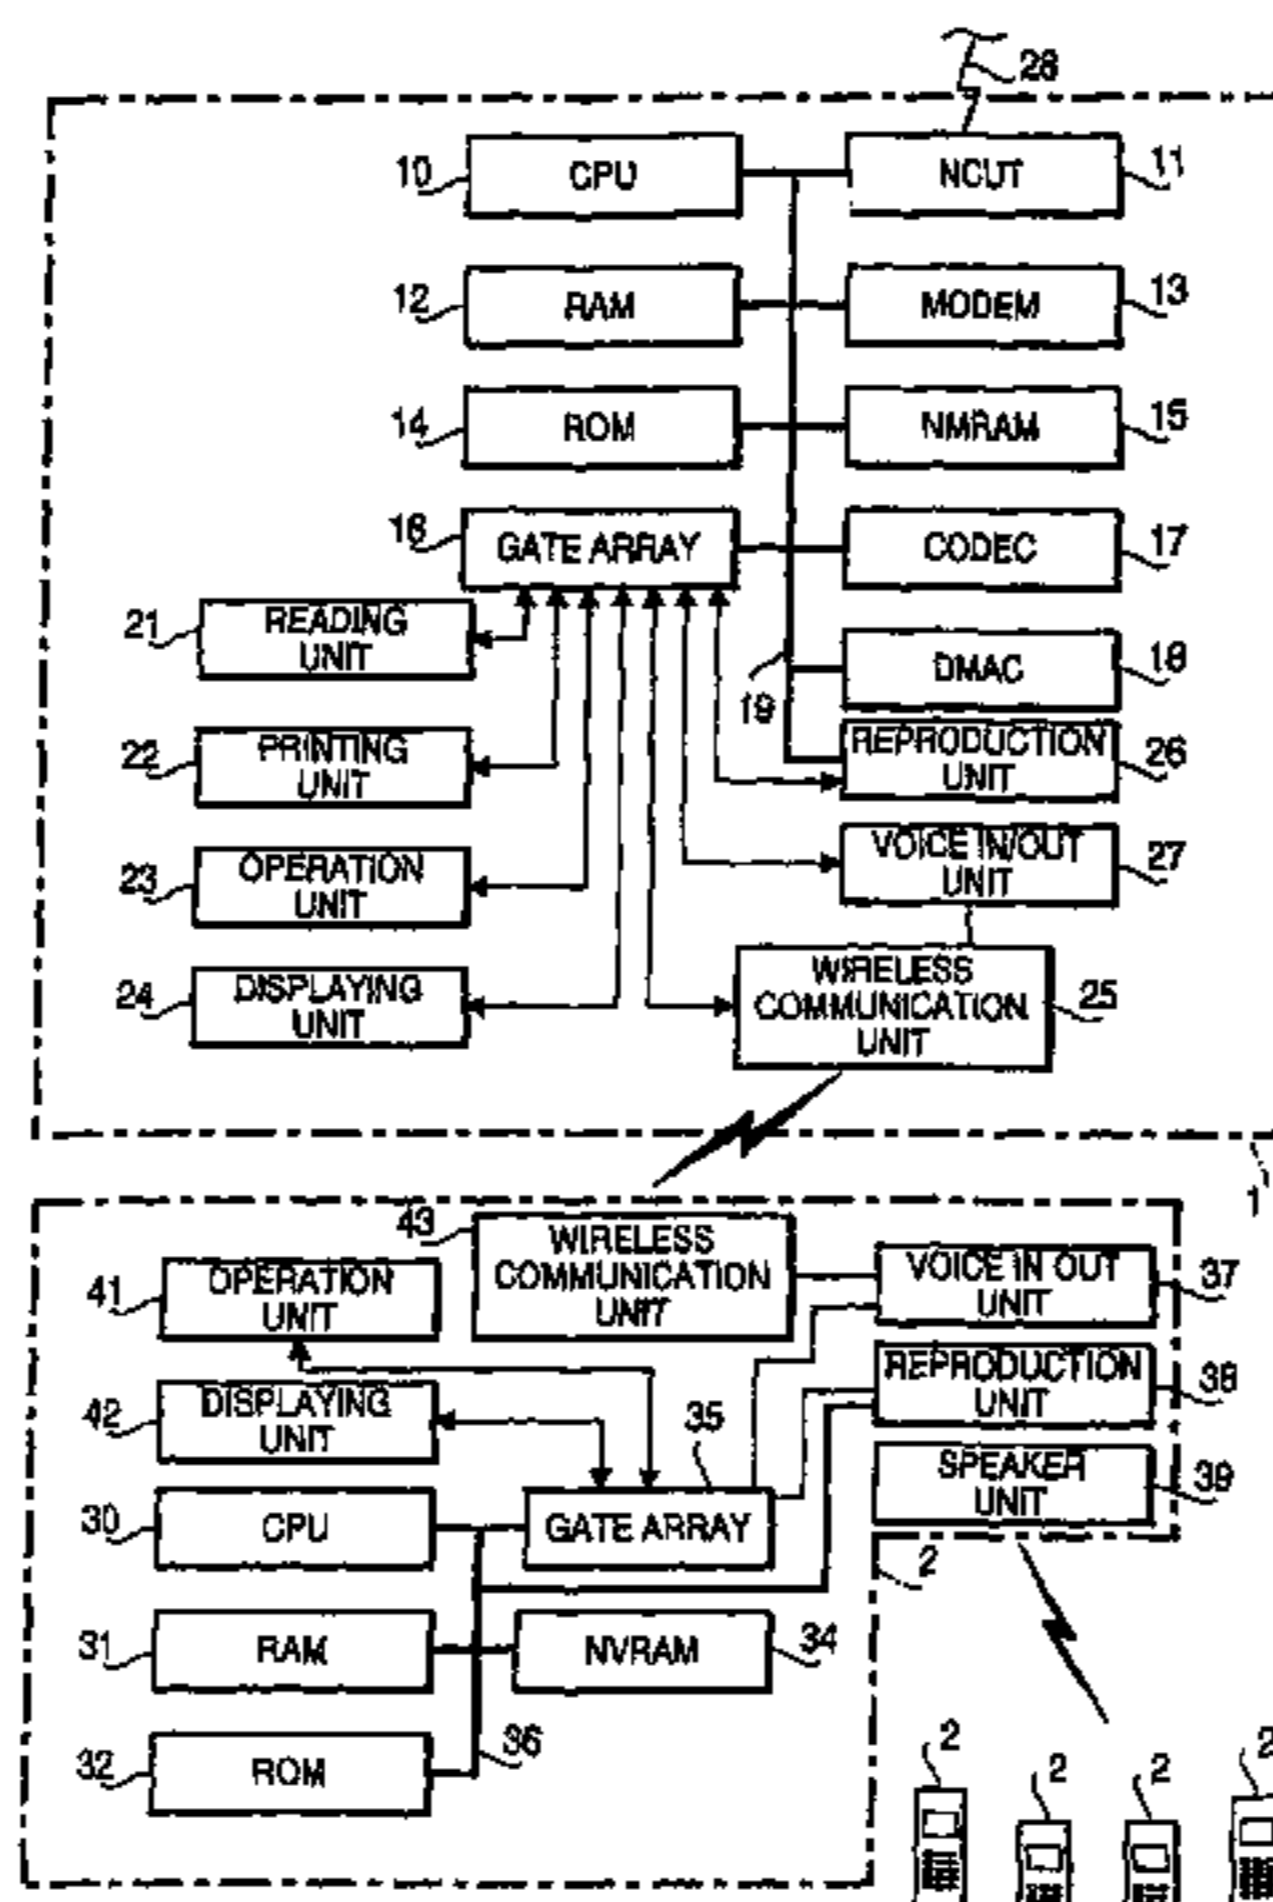 28
10 CPU NCUT 11
12 RAM MODEM 13
14 ROM NMRAM 15
16 GATE ARRAY CODEC 17
21 READING
UNIT
19 DMAC 18
22 PRINTING
UNIT
REPRODUCTION
UNIT 26
23 OPERATION
UNIT
VOICE IN/OUT
UNIT 27
24 DISPLAYING
UNIT
WIRELESS
COMMUNICATION
UNIT 25
1
43 WIRELESS
COMMUNICATION
UNIT
41 OPERATION
UNIT
VOICE IN OUT
UNIT 37
42 DISPLAYING
UNIT
REPRODUCTION
UNIT 38
35
SPEAKER
UNIT 39
30 CPU GATE ARRAY
2
31 RAM NVRAM 34
32 ROM 36
2 2 2 2